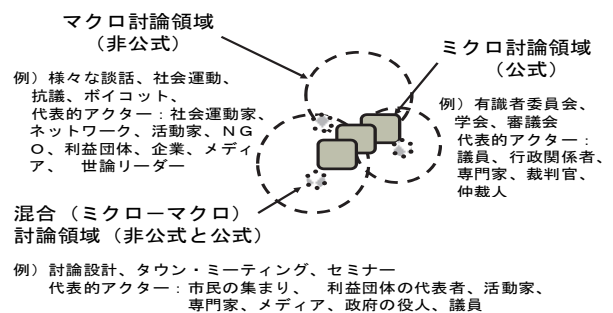 マクロ討論領域
（非公式）
例）様々な談話、社会運動、
抗議、ボイコット、
代表的アクター：社会運動家、
ネットワーク、活動家、ＮＧ
Ｏ、利益団体、企業、メディ
ア、 世論リーダー
ミクロ討論領域
（公式）
例）有識者委員会、
学会、審議会
代表的アクター：
議員、行政関係者、
専門家、裁判官、
仲裁人
混合（ミクローマクロ）
討論領域（非公式と公式）
例）討論設計、タウン・ミーティング、セミナー
代表的アクター：市民の集まり、 利益団体の代表者、活動家、
専門家、メディア、政府の役人、議員